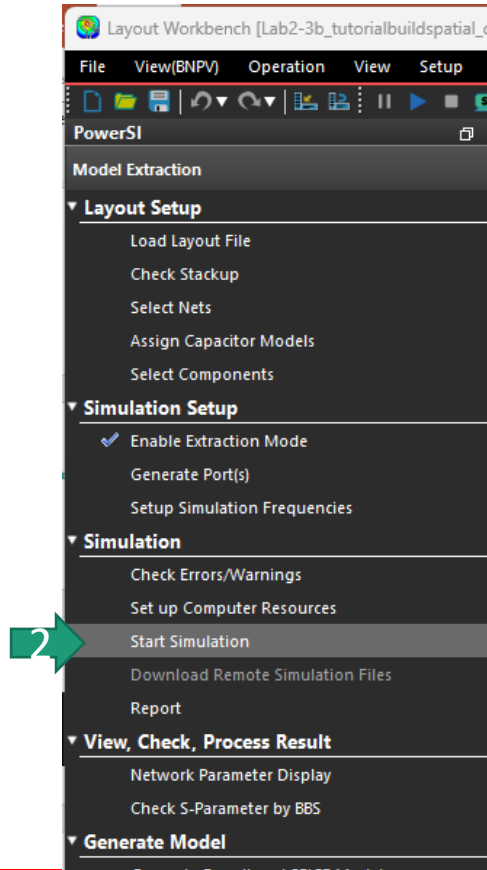 Layout Workbench [Lab2-3b_tutorialbuildspatial_
File View(BNPV) Operation View Setup
PowerSI
Model Extraction
Layout Setup
Load Layout File
Check Stackup
Select Nets
Assign Capacitor Models
Select Components
Simulation Setup
Enable Extraction Mode
Generate Port(s)
Setup Simulation Frequencies
Simulation
Check Errors/Warnings
Set up Computer Resources
2 Start Simulation
Download Remote Simulation Files
Report
View, Check, Process Result
Network Parameter Display
Check S-Parameter by BBS
Generate Model